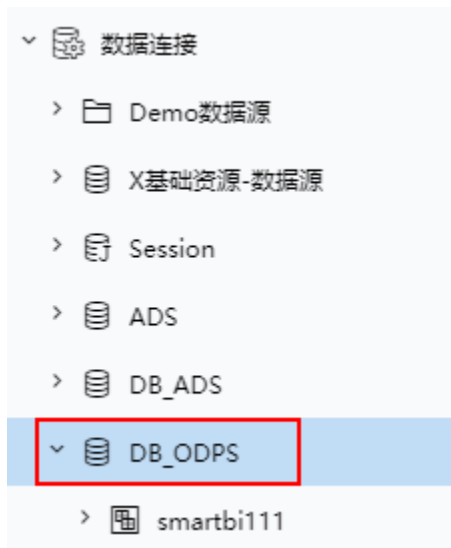 数据连接
Demo数据源
X基础资源-数据源
Session
ADS
DB_ADS
DB_ODPS
smartbi111